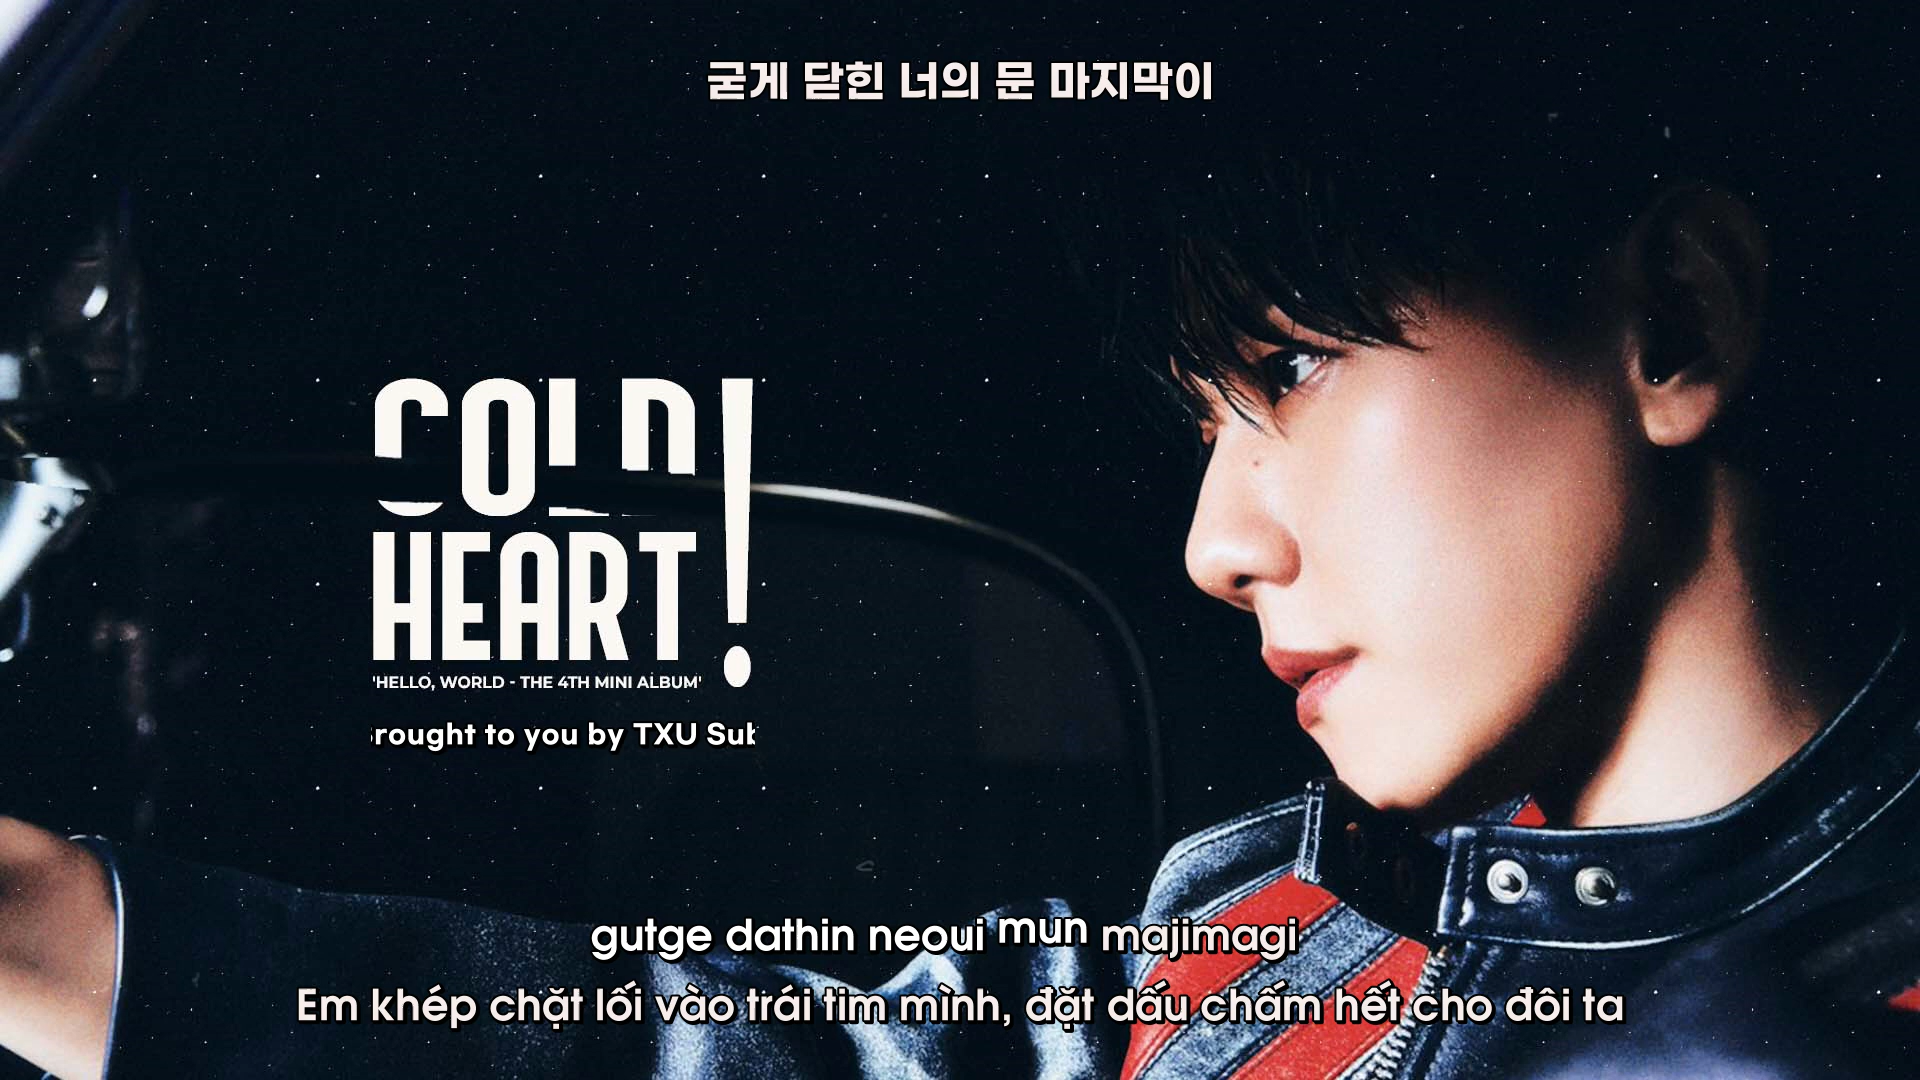 굳게 닫힌 너의 문 마지막이
COLD
HEART!
'HELLO, WORLD - THE 4TH MINI ALBUM'
Brought to you by TXU Sub
gutge dathin neoui mun majimagi
Em khép chặt lối vào trái tim mình, đặt dấu chấm hết cho đôi ta